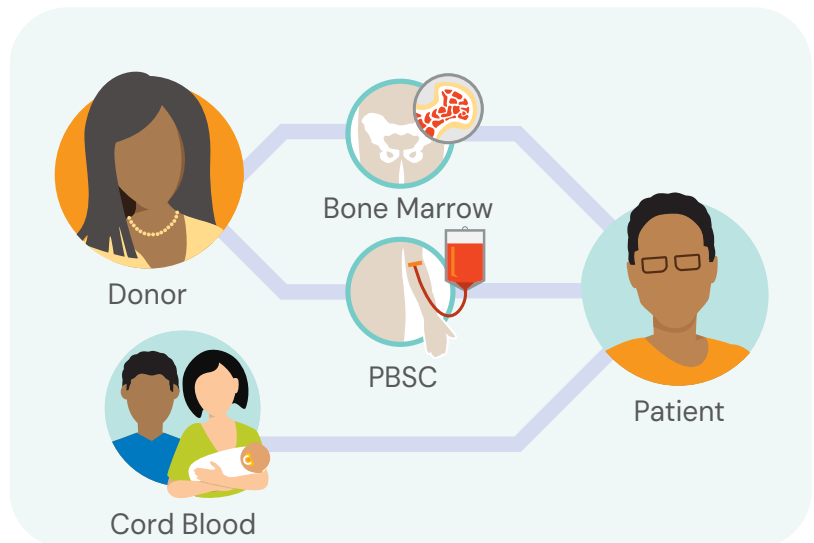 Bone Marrow
Donor
PBSC
Patient
Cord Blood